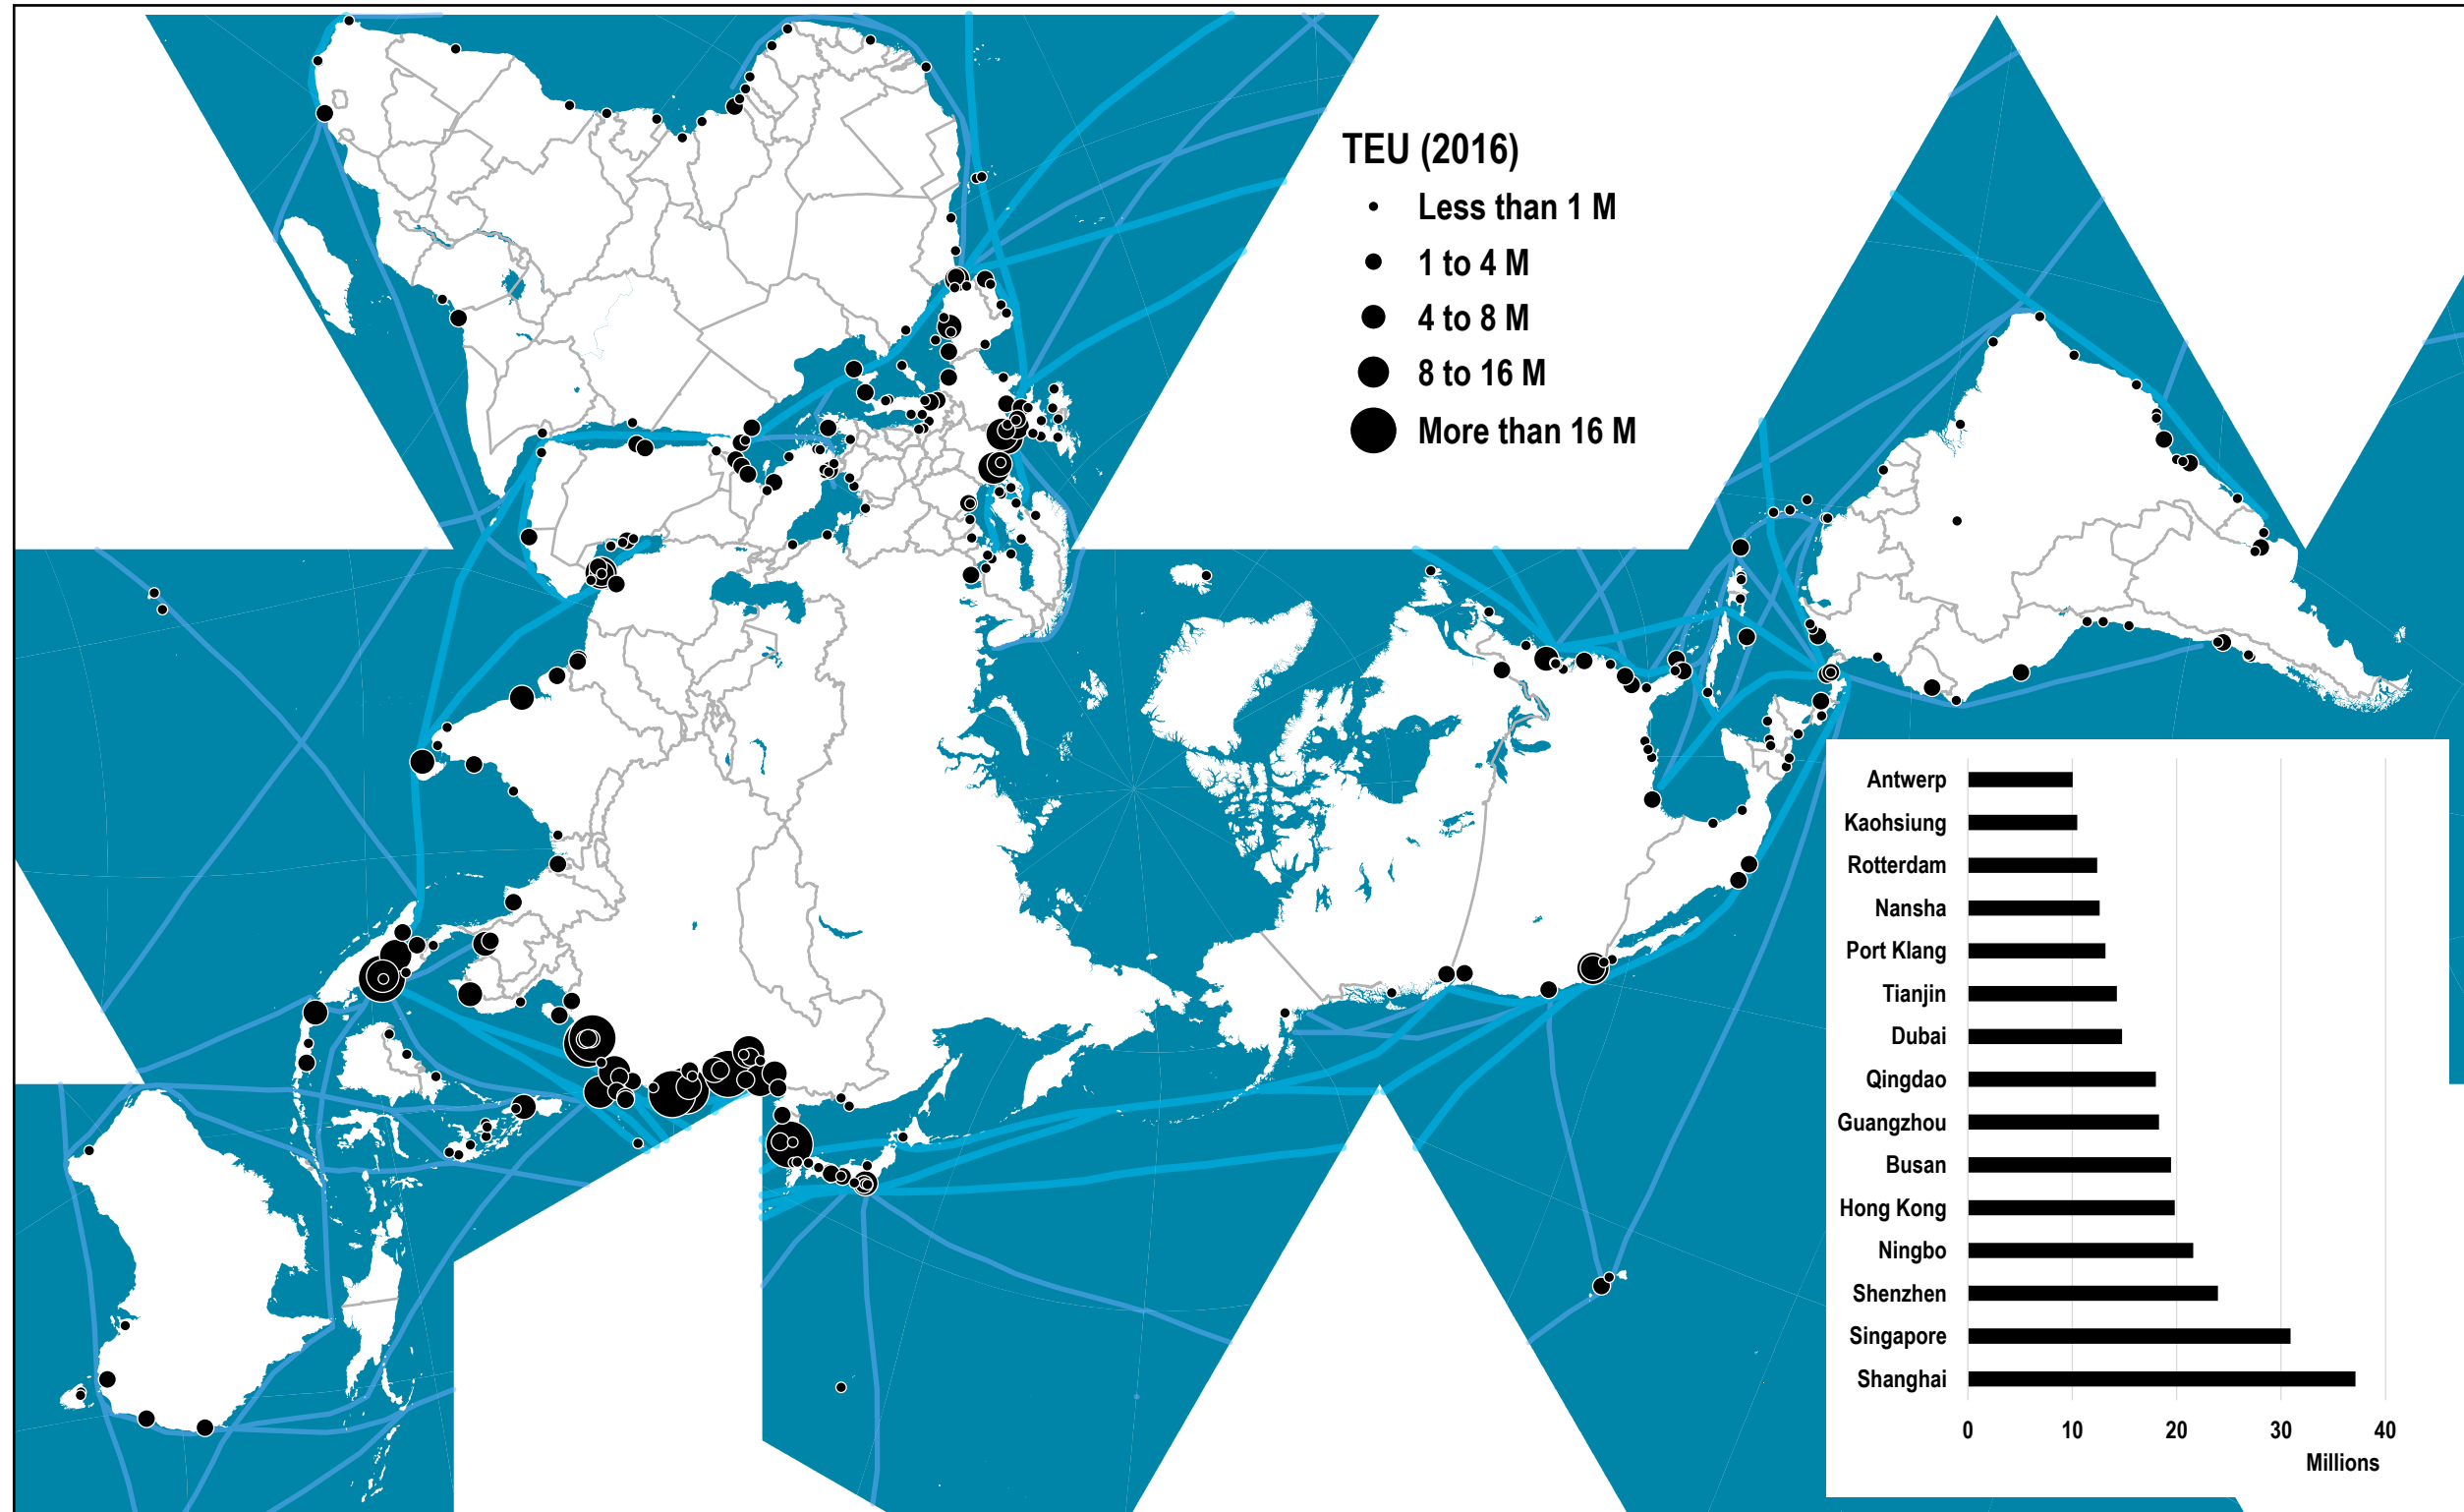 TEU (2016)
Less than 1 M
1 to 4 M
4 to 8 M
8 to 16 M
More than 16 M
Antwerp
Kaohsiung
Rotterdam
Nansha
Port Klang
Tianjin
Dubai
Qingdao
Guangzhou
Busan
Hong Kong
Ningbo
Shenzhen
Singapore
Shanghai
0 10 20 30 40
Millions